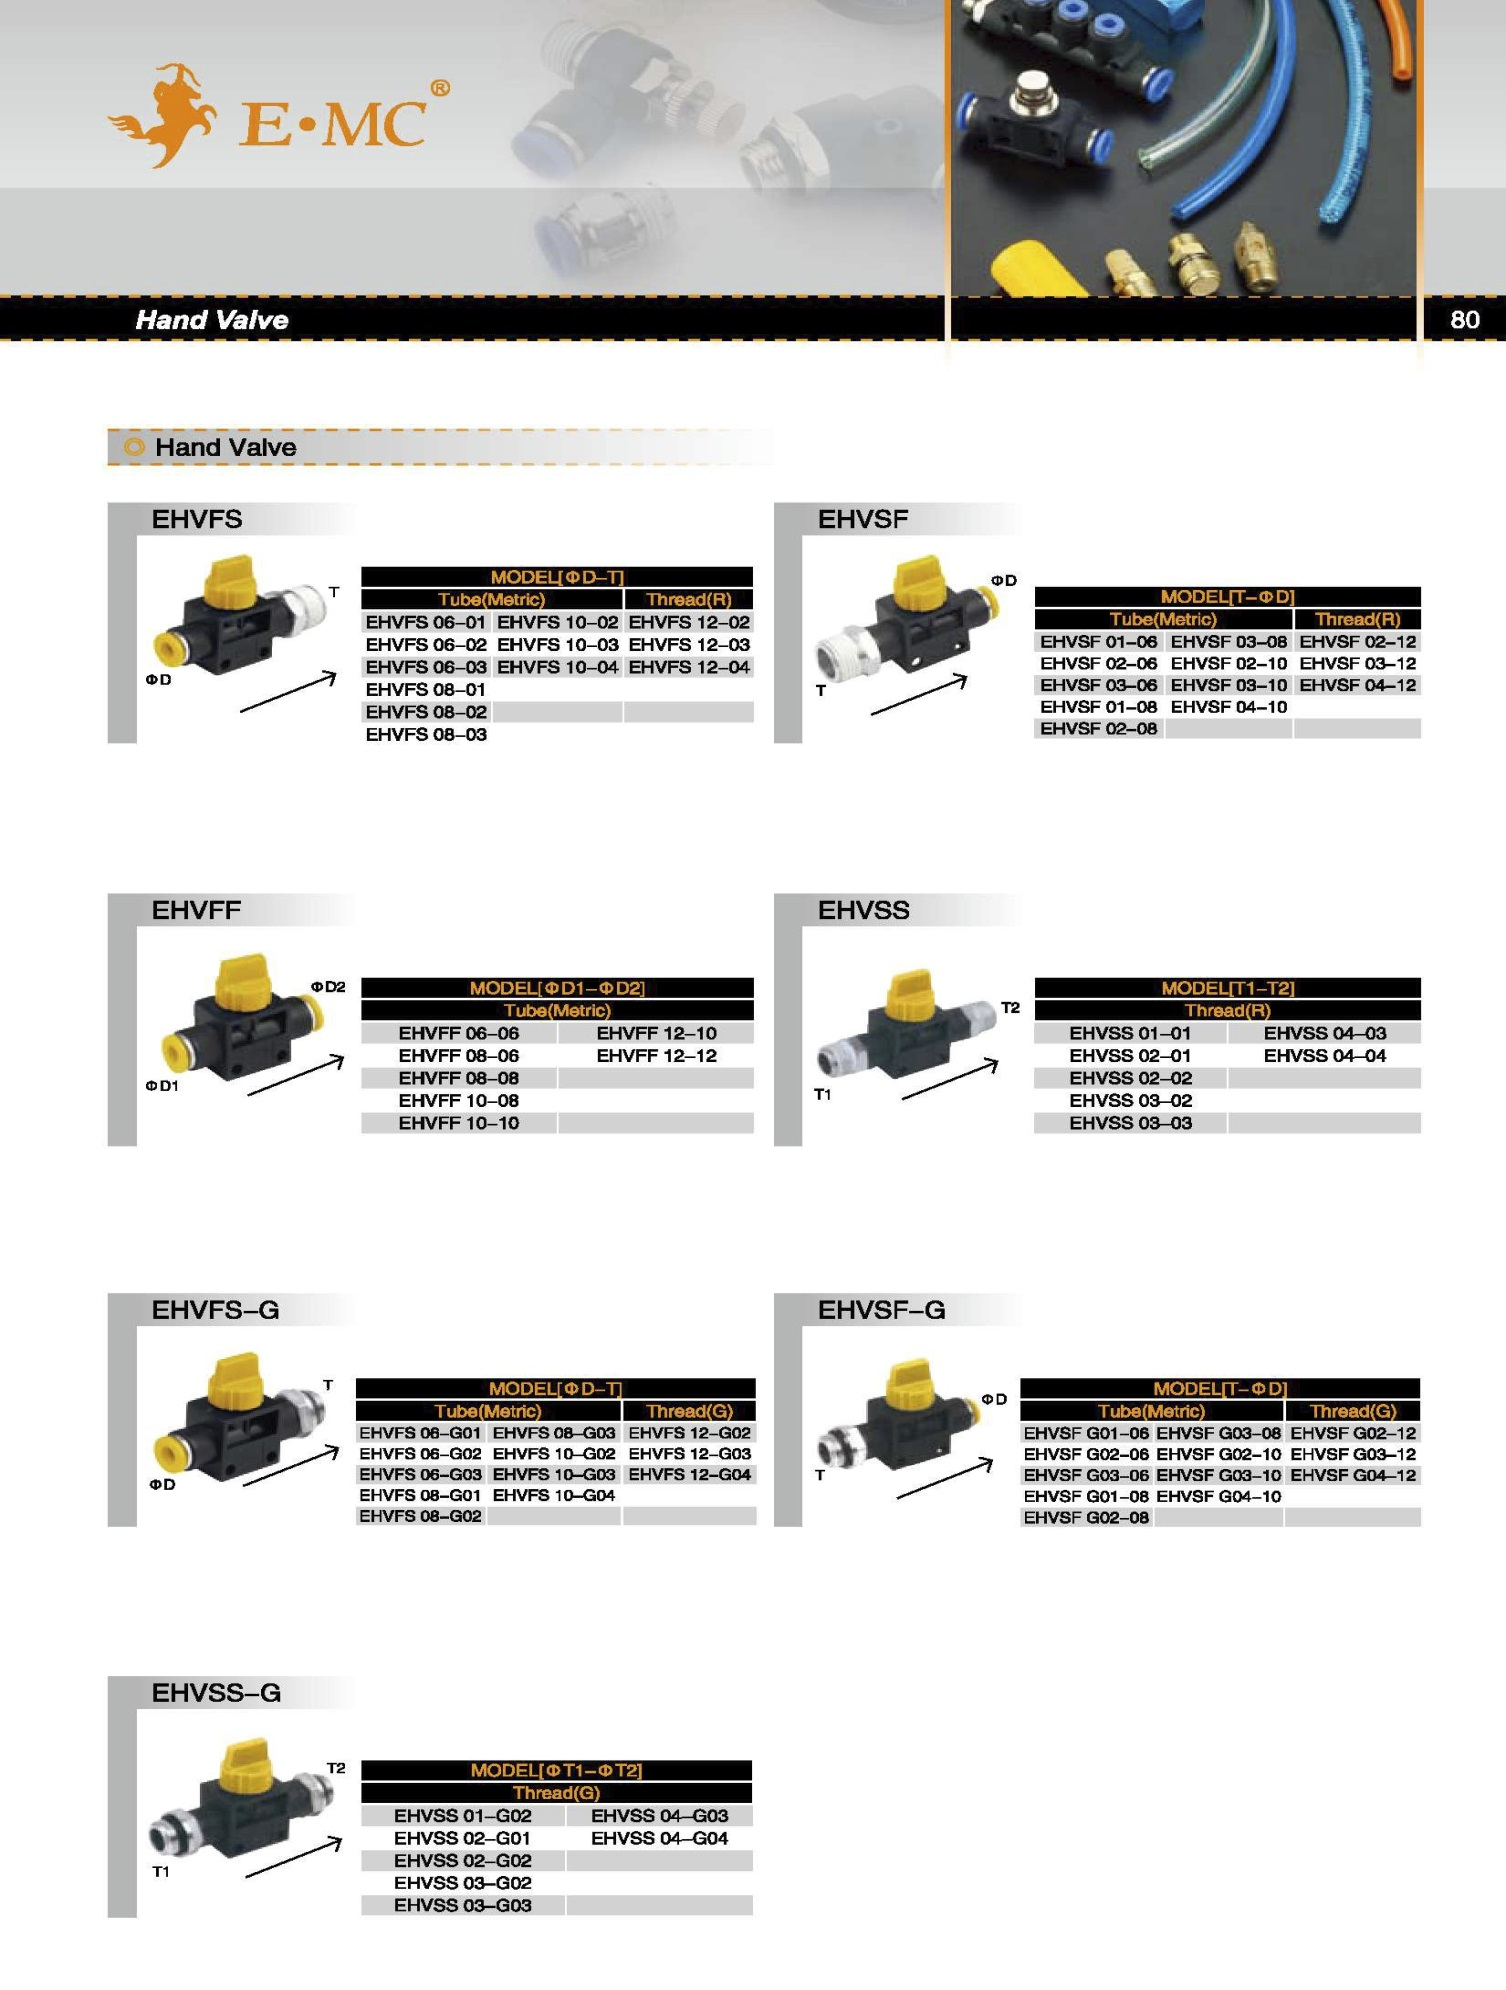 E•MC®
Hand Valve
80
Hand Valve
EHVFS
T
ΦD
MODEL[ΦD–T]
Tube(Metric) Thread(R)
EHVFS 06–01 EHVFS 10–02 EHVFS 12–02
EHVFS 06–02 EHVFS 10–03 EHVFS 12–03
EHVFS 06–03 EHVFS 10–04 EHVFS 12–04
EHVFS 08–01
EHVFS 08–02
EHVFS 08–03
EHVSF
ΦD
T
MODEL[T–ΦD]
Tube(Metric) Thread(R)
EHVSF 01–06 EHVSF 03–08 EHVSF 02–12
EHVSF 02–06 EHVSF 02–10 EHVSF 03–12
EHVSF 03–06 EHVSF 03–10 EHVSF 04–12
EHVSF 01–08 EHVSF 04–10
EHVSF 02–08
EHVFF
ΦD2
ΦD1
MODEL[ΦD1–ΦD2]
Tube(Metric)
EHVFF 06–06 EHVFF 12–10
EHVFF 08–06 EHVFF 12–12
EHVFF 08–08
EHVFF 10–08
EHVFF 10–10
EHVSS
T2
T1
MODEL[T1–T2]
Thread(R)
EHVSS 01–01 EHVSS 04–03
EHVSS 02–01 EHVSS 04–04
EHVSS 02–02
EHVSS 03–02
EHVSS 03–03
EHVFS–G
T
ΦD
MODEL[ΦD–T]
Tube(Metric) Thread(G)
EHVFS 06–G01 EHVFS 08–G03 EHVFS 12–G02
EHVFS 06–G02 EHVFS 10–G02 EHVFS 12–G03
EHVFS 06–G03 EHVFS 10–G03 EHVFS 12–G04
EHVFS 08–G01 EHVFS 10–G04
EHVFS 08–G02
EHVSF–G
ΦD
T
MODEL[T–ΦD]
Tube(Metric) Thread(G)
EHVSF G01–06 EHVSF G03–08 EHVSF G02–12
EHVSF G02–06 EHVSF G02–10 EHVSF G03–12
EHVSF G03–06 EHVSF G03–10 EHVSF G04–12
EHVSF G01–08 EHVSF G04–10
EHVSF G02–08
EHVSS–G
T2
T1
MODEL[ΦT1–ΦT2]
Thread(G)
EHVSS 01–G02 EHVSS 04–G03
EHVSS 02–G01 EHVSS 04–G04
EHVSS 02–G02
EHVSS 03–G02
EHVSS 03–G03